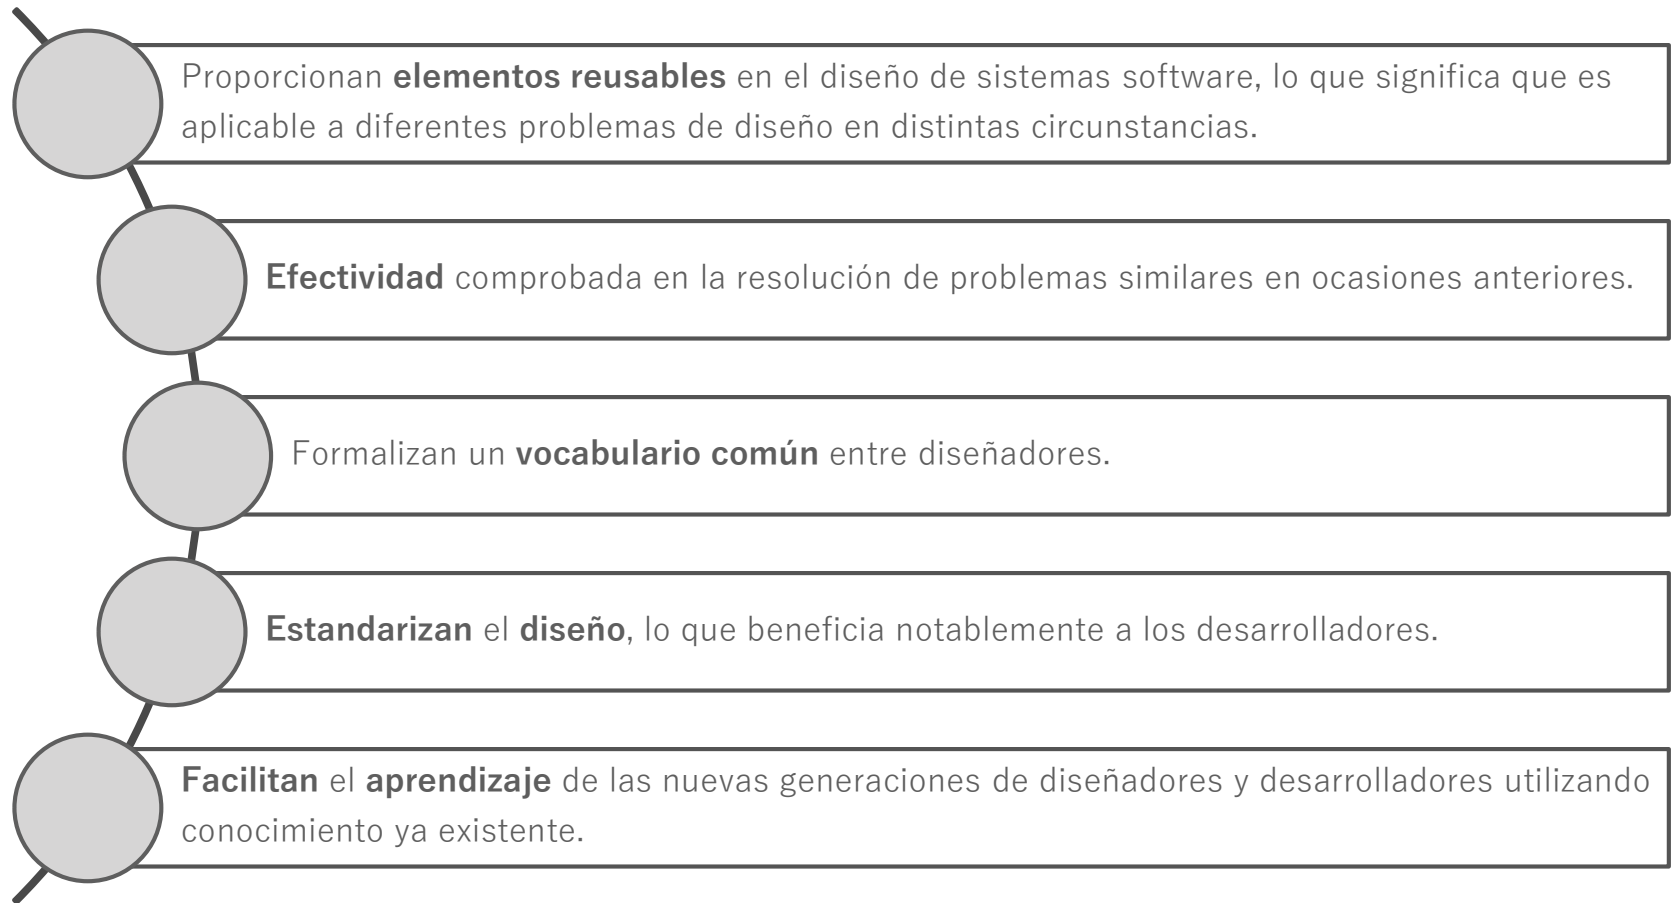 Proporcionan elementos reusables en el diseño de sistemas software, lo que significa que es
aplicable a diferentes problemas de diseño en distintas circunstancias.
Efectividad comprobada en la resolución de problemas similares en ocasiones anteriores.
Formalizan un vocabulario común entre diseñadores.
Estandarizan el diseño, lo que beneficia notablemente a los desarrolladores.
Facilitan el aprendizaje de las nuevas generaciones de diseñadores y desarrolladores utilizando
conocimiento ya existente.